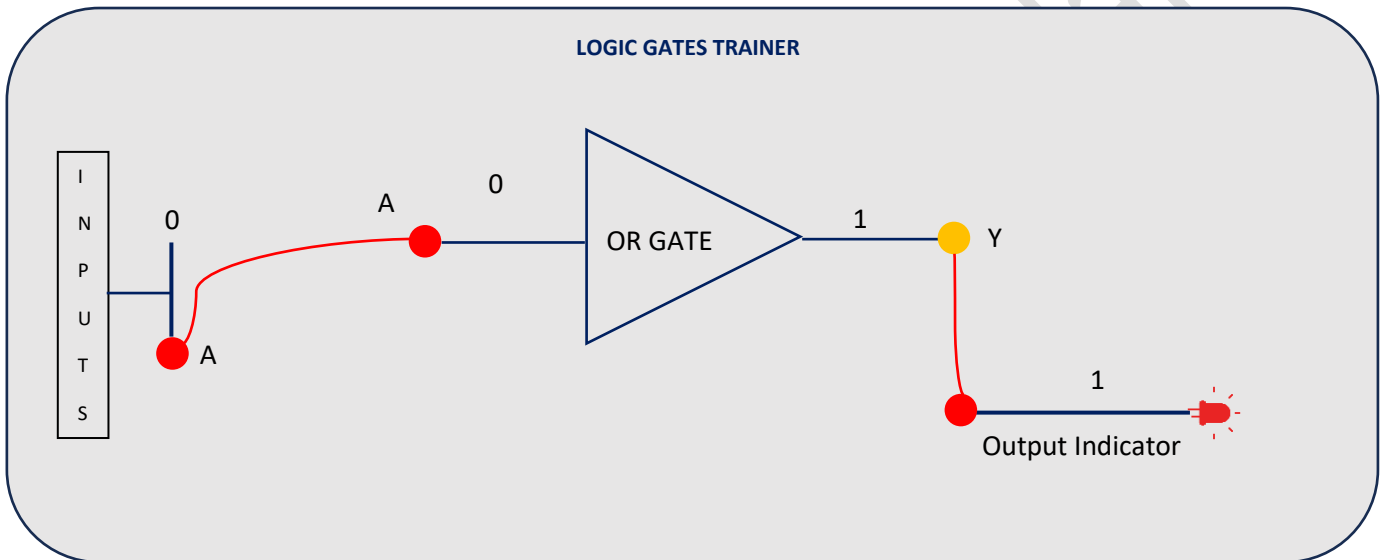 LOGIC GATES TRAINER
I
N
P
U
T
S
0
A
A
0
OR GATE
1
Y
1
Output Indicator